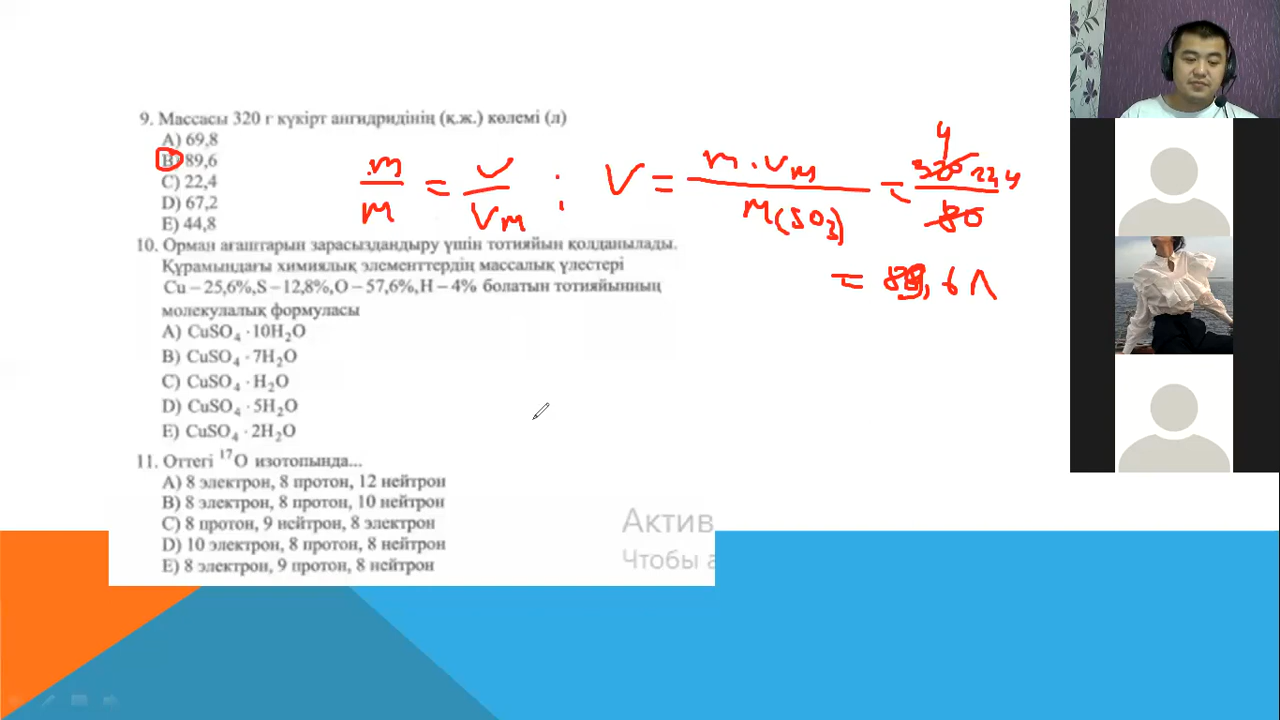 9. Массасы 320 г күкірт ангидридінің (қ.ж.) көлемі (л)
A) 69,8
B) 89,6
C) 22,4
D) 67,2
E) 44,8
m/M = V/Vm ; V = m · Vm / M(SO3) = 320 22,4 / 80
4
= 89,6 л
10. Орман ағаштарын зарасыздандыру үшін тотияйын қолданылады.
Құрамындағы химиялық элементтердің массалық үлестері
Cu – 25,6%,S – 12,8%,O – 57,6%,H – 4% болатын тотияйынның
молекулалық формуласы
A) CuSO4 · 10H2O
B) CuSO4 · 7H2O
C) CuSO4 · H2O
D) CuSO4 · 5H2O
E) CuSO4 · 2H2O
11. Оттегі 17O изотопында...
A) 8 электрон, 8 протон, 12 нейтрон
B) 8 электрон, 8 протон, 10 нейтрон
C) 8 протон, 9 нейтрон, 8 электрон
D) 10 электрон, 8 протон, 8 нейтрон
E) 8 электрон, 9 протон, 8 нейтрон
Актив
Чтобы а